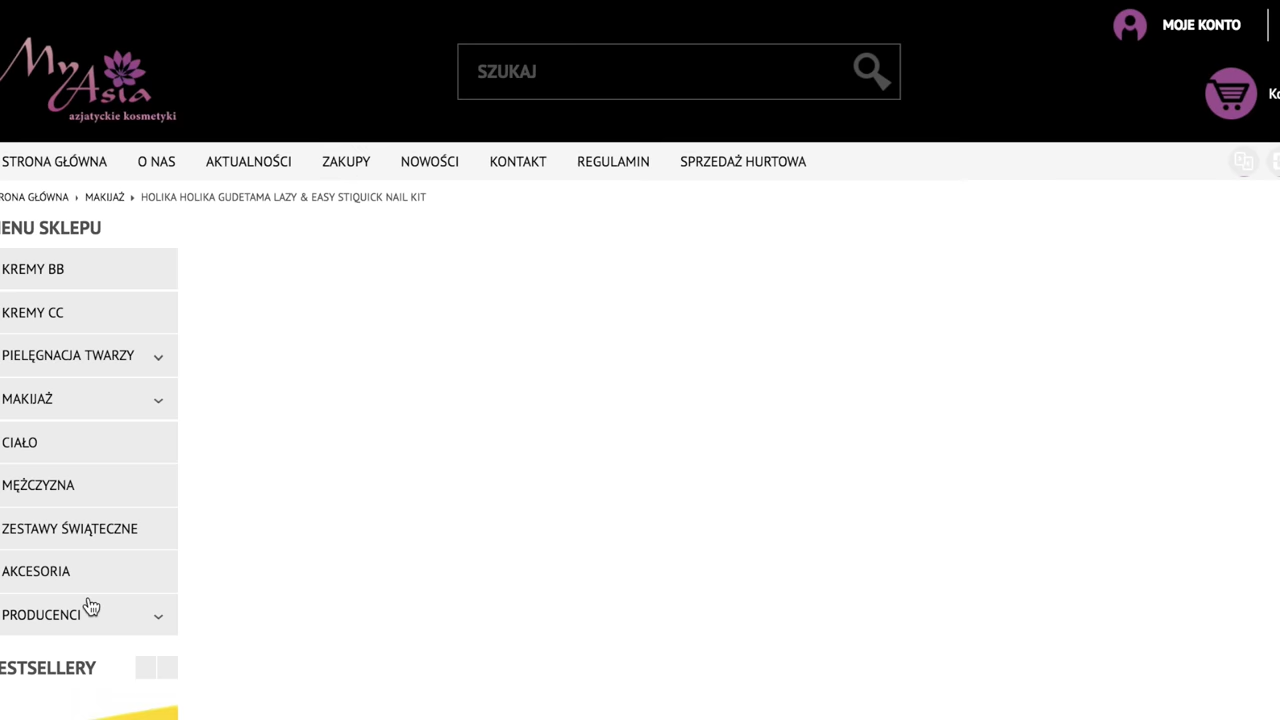 MOJE KONTO
My Asia
azjatyckie kosmetyki
SZUKAJ
STRONA GŁÓWNA O NAS AKTUALNOŚCI ZAKUPY NOWOŚCI KONTAKT REGULAMIN SPRZEDAŻ HURTOWA
RONA GŁÓWNA › MAKIJAŻ ▸ HOLIKA HOLIKA GUDETAMA LAZY & EASY STIQUICK NAIL KIT
ENU SKLEPU
KREMY BB
KREMY CC
PIELĘGNACJA TWARZY
MAKIJAŻ
CIAŁO
MĘŻCZYZNA
ZESTAWY ŚWIĄTECZNE
AKCESORIA
PRODUCENCI
ESTSELLERY